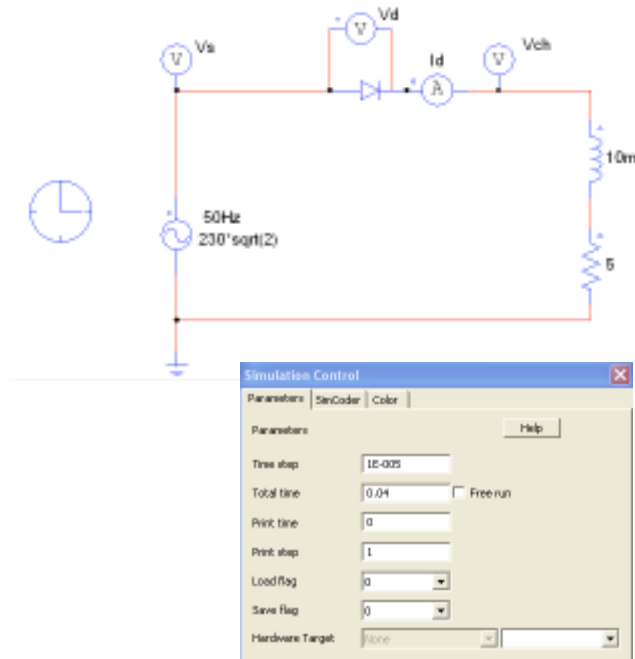 Vd
V
Vs
V
Id
A
Vch
V
10m
50Hz
230*sqrt(2)
5
Simulation Control
Parameters SimCoder Color
Parameters Help
Time step 1E-005
Total time 0.04 Free run
Print time 0
Print step 1
Load flag 0
Save flag 0
Hardware Target None